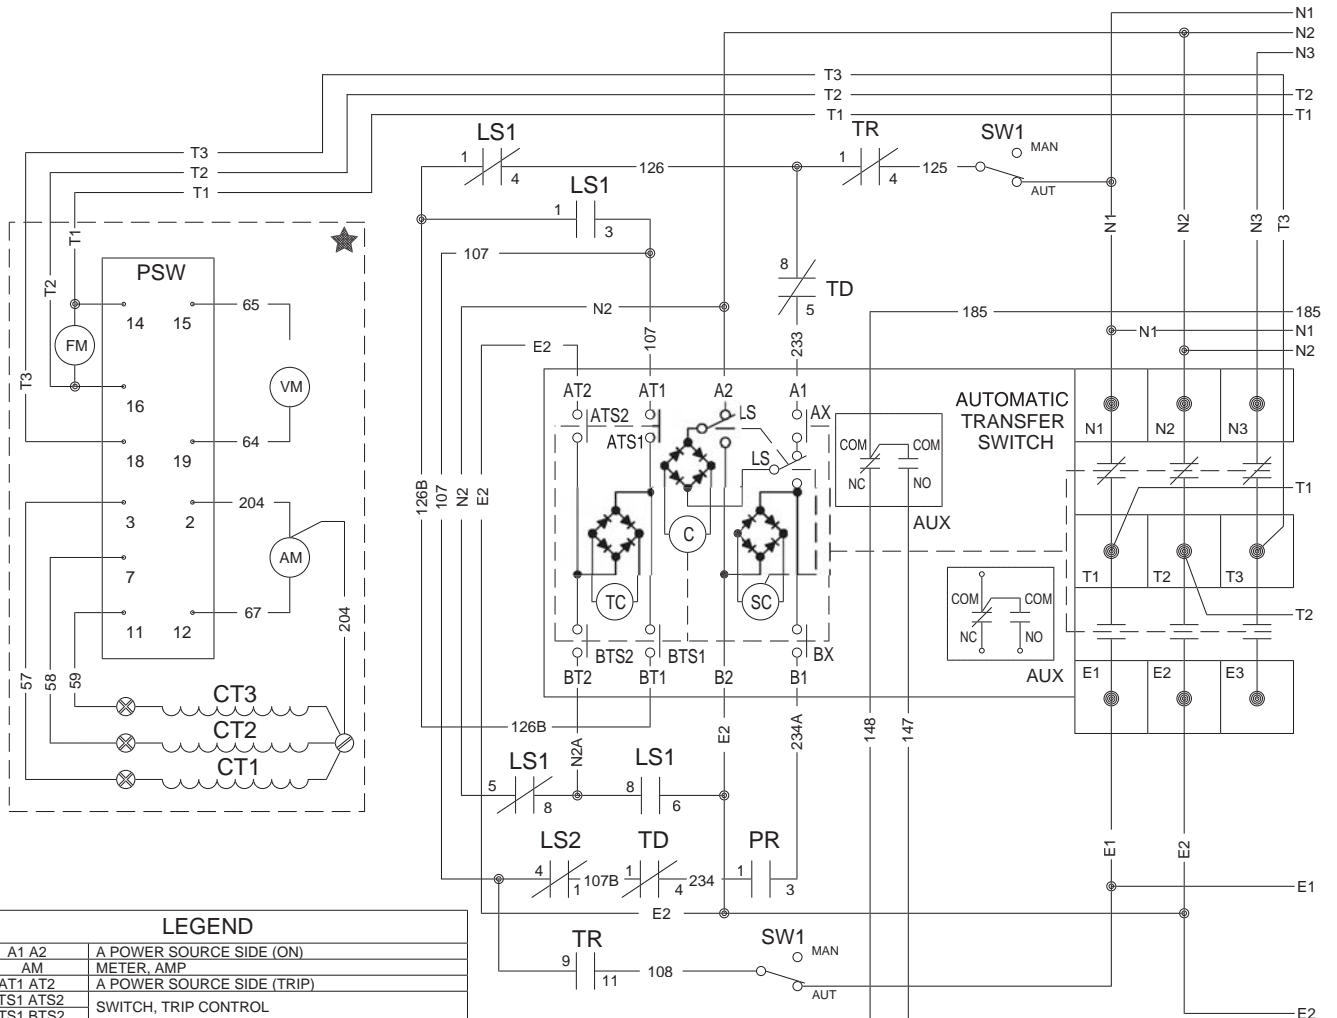 N1
N2
N3
T3
T2 T2
T1 T1
LS1 TR SW1
MAN
1 4 126 1 4 125
AUT
T3
T2
T1
LS1
1 3
T1 T2 T3
107
N1 N2 N3 T3
PSW
8 TD 5
65
14 15
FM
N2
107
233
185 185
N1 N1
N2
E2
VM
16
AT2 AT1 A2 A1
ATS2 LS AX
ATS1
LS
AUTOMATIC
TRANSFER
SWITCH
COM COM
NC NO
AUX
N1 N2 N3
64
18 19
126B 107 N2 E2
204
3 2
AM
7
T1
C
TC SC
COM COM
NC NO
AUX
T1 T2 T3
T2
67
11 12
204
BTS2 BTS1 BX
BT2 BT1 B2 B1
E1 E2 E3
57 58 59
CT3
CT2
CT1
126B
N2A E2 234A 148 147
LS1 LS1
5 8 8 6
LS2 TD PR
4 1 107B 1 4 234 1 3
E1 E2
E1
E2
TR SW1
MAN
9 11 108
AUT
E2
LEGEND
A1 A2 A POWER SOURCE SIDE (ON)
AM METER, AMP
AT1 AT2 A POWER SOURCE SIDE (TRIP)
TS1 ATS2
SWITCH, TRIP CONTROL
TS1 BTS2